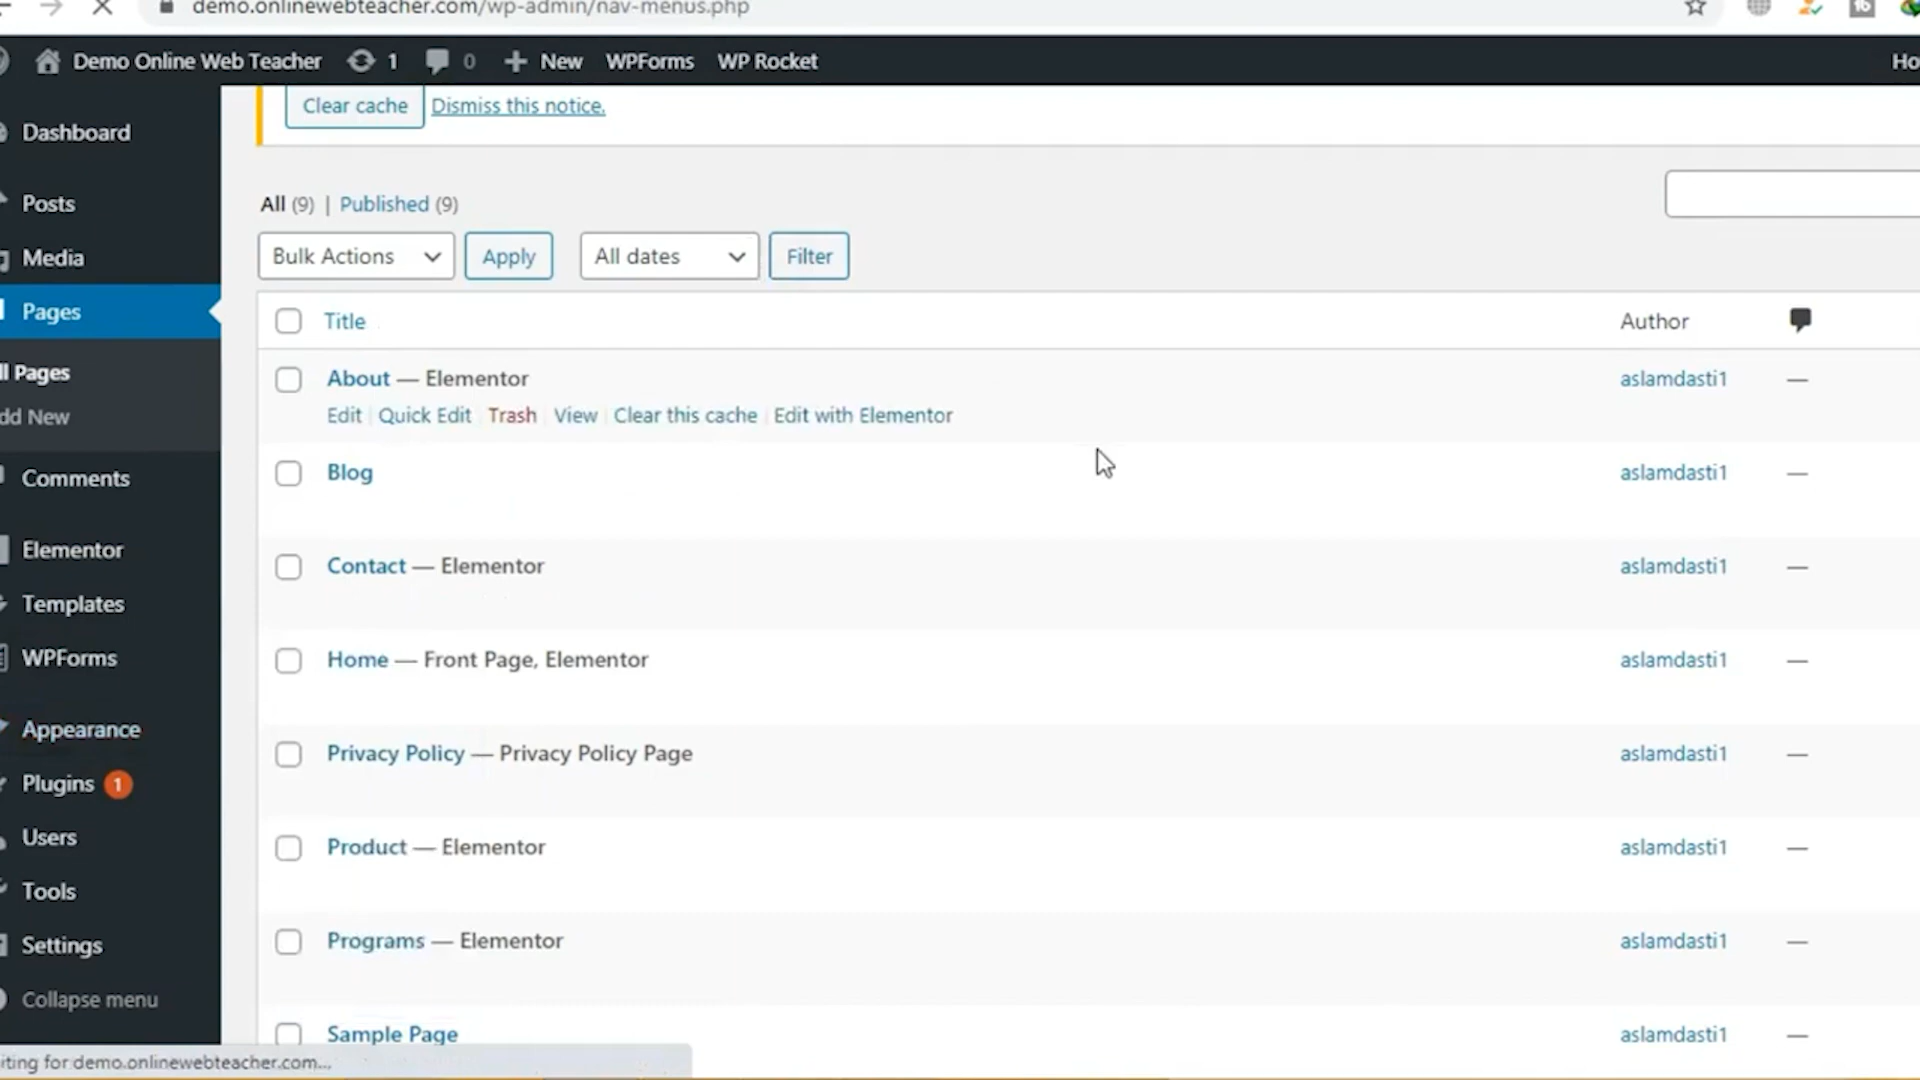 demo.onlinewebteacher.com/wp-admin/nav-menus.php
Demo Online Web Teacher 1 0 + New WPForms WP Rocket Ho
Clear cache Dismiss this notice.
Dashboard
Posts
Media
Pages
ll Pages
dd New
Comments
Elementor
Templates
WPForms
Appearance
Plugins 1
Users
Tools
Settings
Collapse menu
All (9) | Published (9)
Bulk Actions Apply All dates Filter
Title Author
About — Elementor aslamdasti1 —
Edit | Quick Edit | Trash | View | Clear this cache | Edit with Elementor
Blog aslamdasti1 —
Contact — Elementor aslamdasti1 —
Home — Front Page, Elementor aslamdasti1 —
Privacy Policy — Privacy Policy Page aslamdasti1 —
Product — Elementor aslamdasti1 —
Programs — Elementor aslamdasti1 —
Sample Page aslamdasti1 —
iting for demo.onlinewebteacher.com...